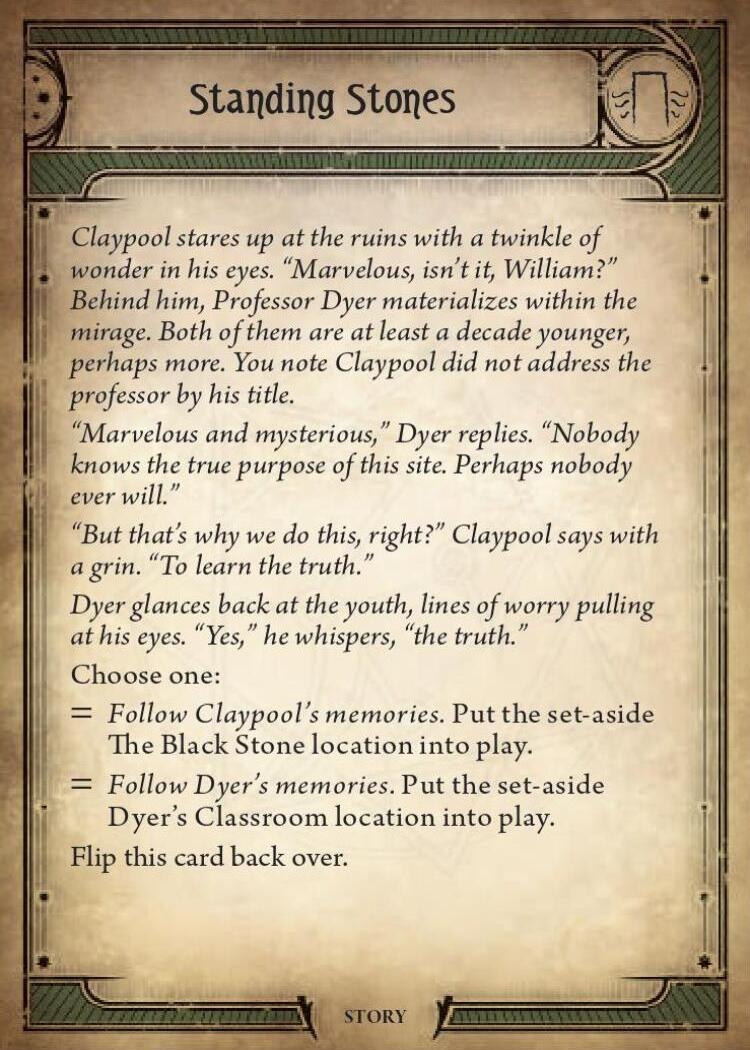 Standing Stones
Claypool stares up at the ruins with a twinkle of
wonder in his eyes. “Marvelous, isn’t it, William?”
Behind him, Professor Dyer materializes within the
mirage. Both of them are at least a decade younger,
perhaps more. You note Claypool did not address the
professor by his title.
“Marvelous and mysterious,” Dyer replies. “Nobody
knows the true purpose of this site. Perhaps nobody
ever will.”
“But that’s why we do this, right?” Claypool says with
a grin. “To learn the truth.”
Dyer glances back at the youth, lines of worry pulling
at his eyes. “Yes,” he whispers, “the truth.”
Choose one:
= Follow Claypool’s memories. Put the set-aside
The Black Stone location into play.
= Follow Dyer’s memories. Put the set-aside
Dyer’s Classroom location into play.
Flip this card back over.
STORY